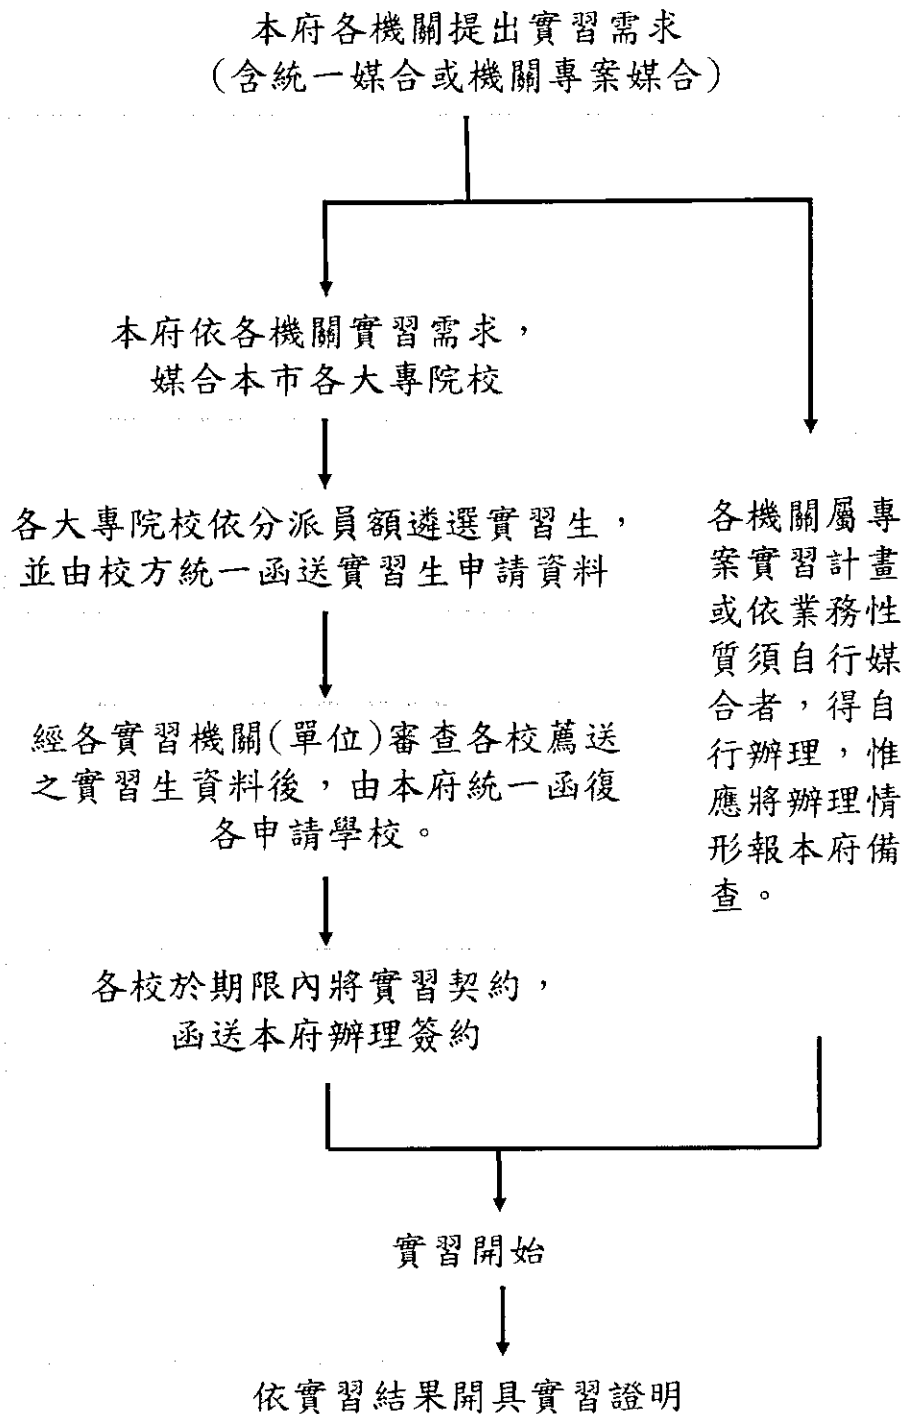 本府各機關提出實習需求
（含統一媒合或機關專案媒合）
本府依各機關實習需求，
媒合本市各大專院校
各大專院校依分派員額遴選實習生，
並由校方統一函送實習生申請資料
經各實習機關(單位)審查各校薦送
之實習生資料後，由本府統一函復
各申請學校。
各校於期限內將實習契約，
函送本府辦理簽約
各機關屬專
案實習計畫
或依業務性
質須自行媒
合者，得自
行辦理，惟
應將辦理情
形報本府備
查。
實習開始
依實習結果開具實習證明